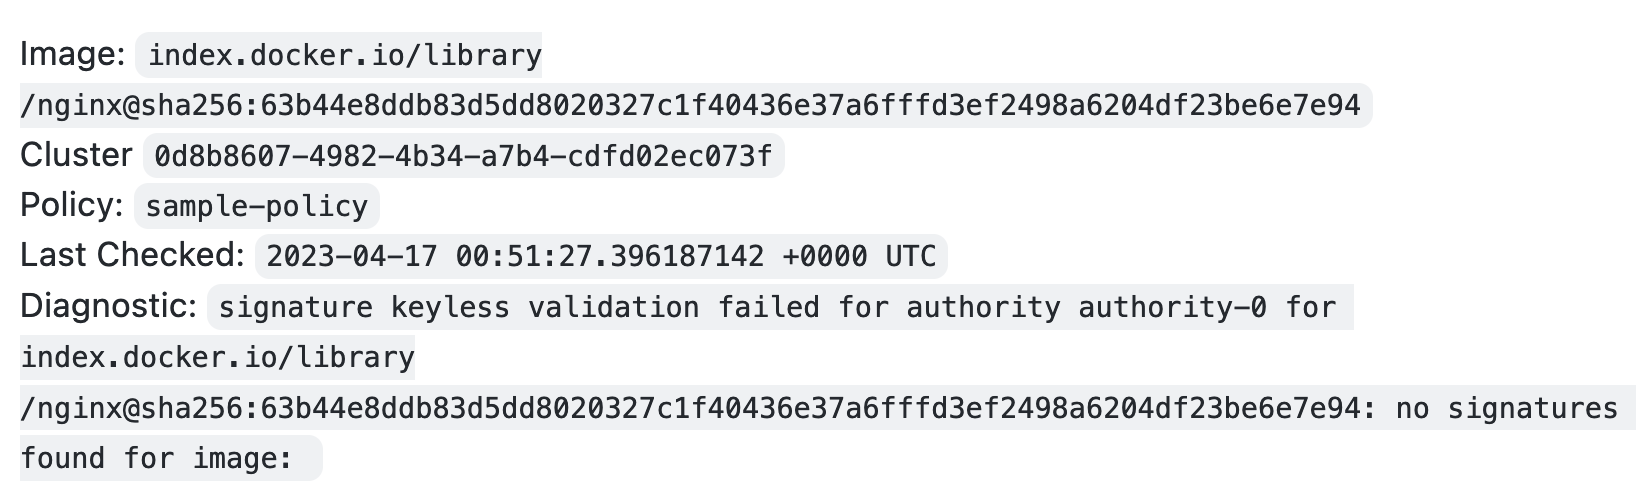 Image: index.docker.io/library
/nginx@sha256:63b44e8ddb83d5dd8020327c1f40436e37a6fffd3ef2498a6204df23be6e7e94
Cluster 0d8b8607-4982-4b34-a7b4-cdfd02ec073f
Policy: sample-policy
Last Checked: 2023-04-17 00:51:27.396187142 +0000 UTC
Diagnostic: signature keyless validation failed for authority authority-0 for
index.docker.io/library
/nginx@sha256:63b44e8ddb83d5dd8020327c1f40436e37a6fffd3ef2498a6204df23be6e7e94: no signatures
found for image: